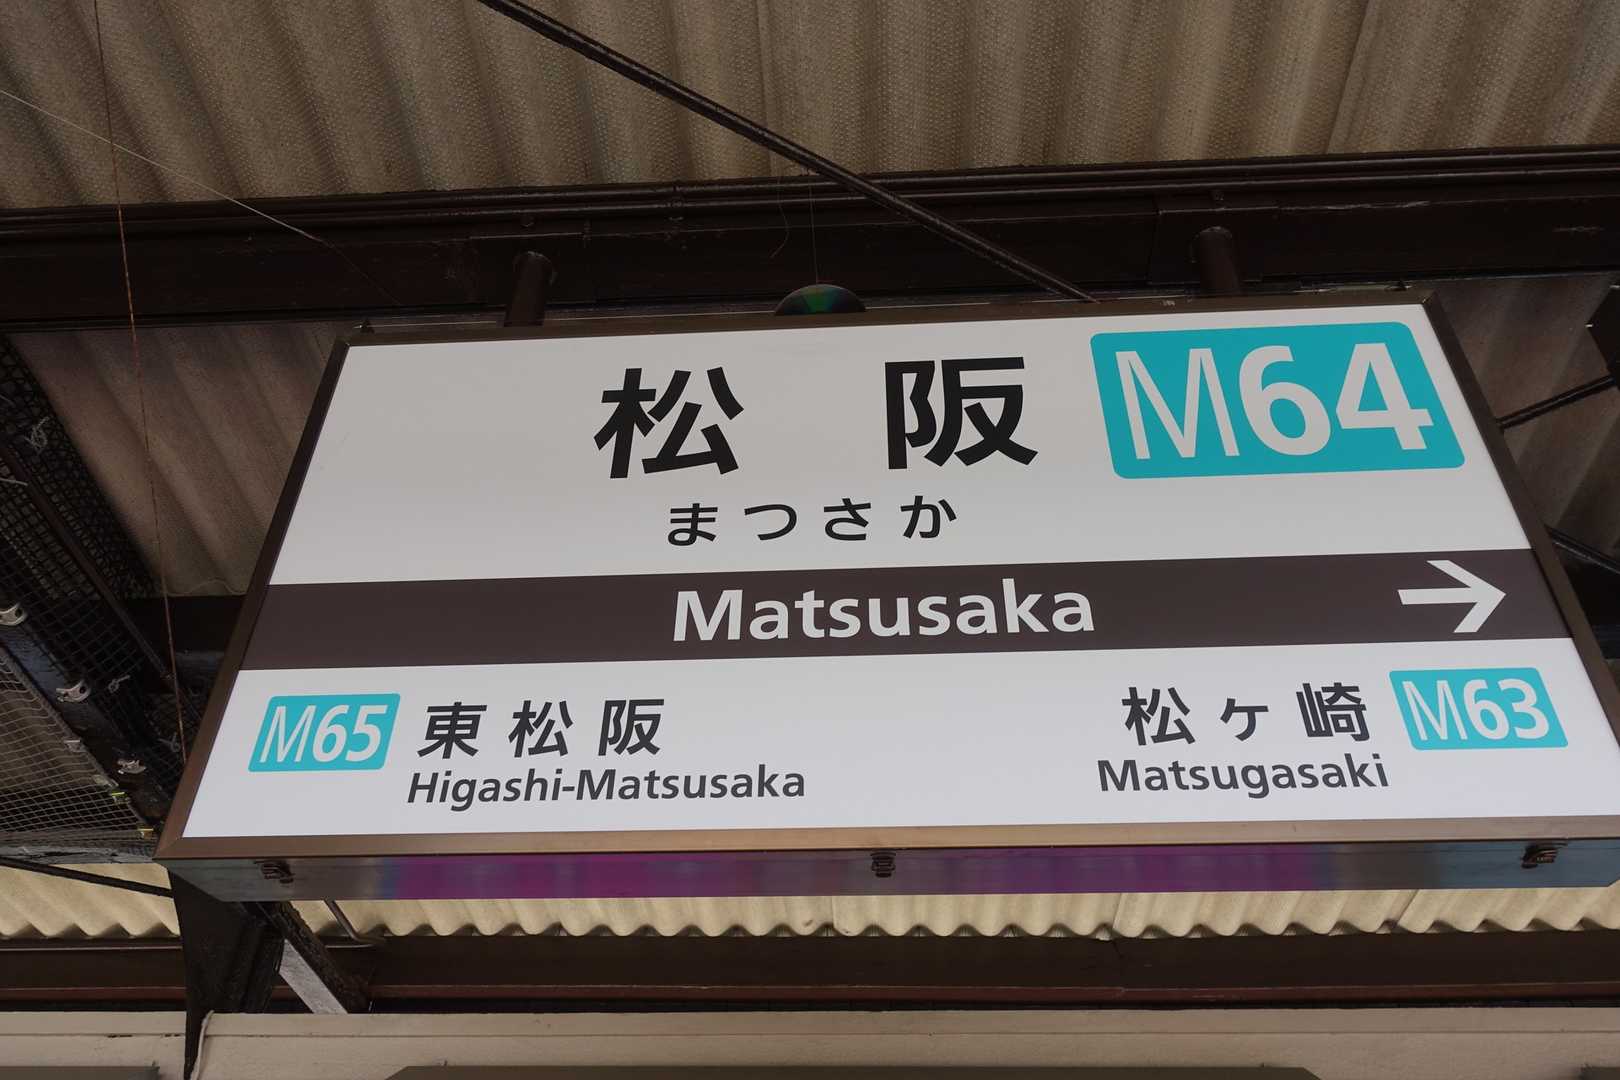 松阪 M64
まつさか
Matsusaka →
M65 東松阪
Higashi-Matsusaka
松ヶ崎 M63
Matsugasaki